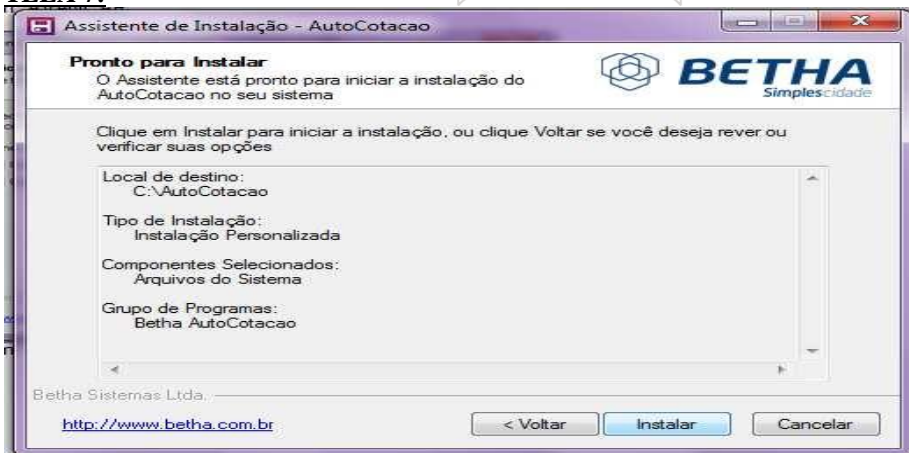 Assistente de Instalação - AutoCotacao
Pronto para Instalar
O Assistente está pronto para iniciar a instalação do
AutoCotacao no seu sistema
BETHA
Simplescidade
Clique em Instalar para iniciar a instalação, ou clique Voltar se você deseja rever ou
verificar suas opções
Local de destino:
C:\AutoCotacao
Tipo de Instalação:
Instalação Personalizada
Componentes Selecionados:
Arquivos do Sistema
Grupo de Programas:
Betha AutoCotacao
Betha Sistemas Ltda.
http://www.betha.com.br
< Voltar Instalar Cancelar